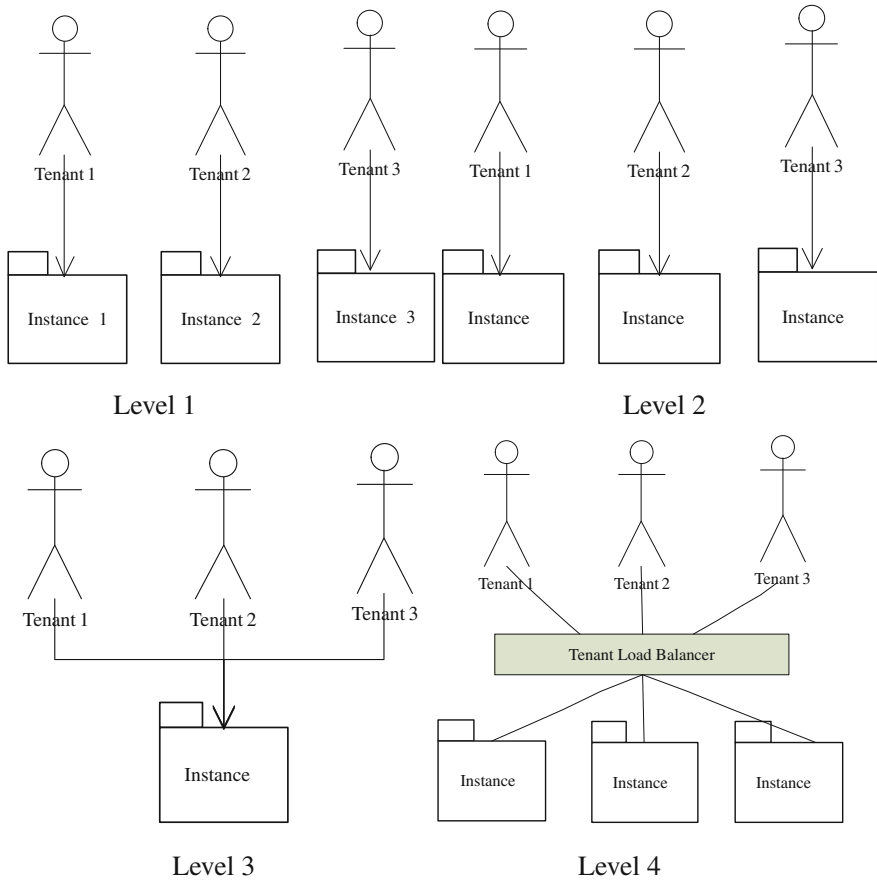 Tenant 1
Tenant 2
Tenant 3
Instance 1
Instance 2
Instance 3
Level 1
Tenant 1
Tenant 2
Tenant 3
Instance
Instance
Instance
Level 2
Tenant 1
Tenant 2
Tenant 3
Instance
Level 3
Tenant 1
Tenant 2
Tenant 3
Tenant Load Balancer
Instance
Instance
Instance
Level 4